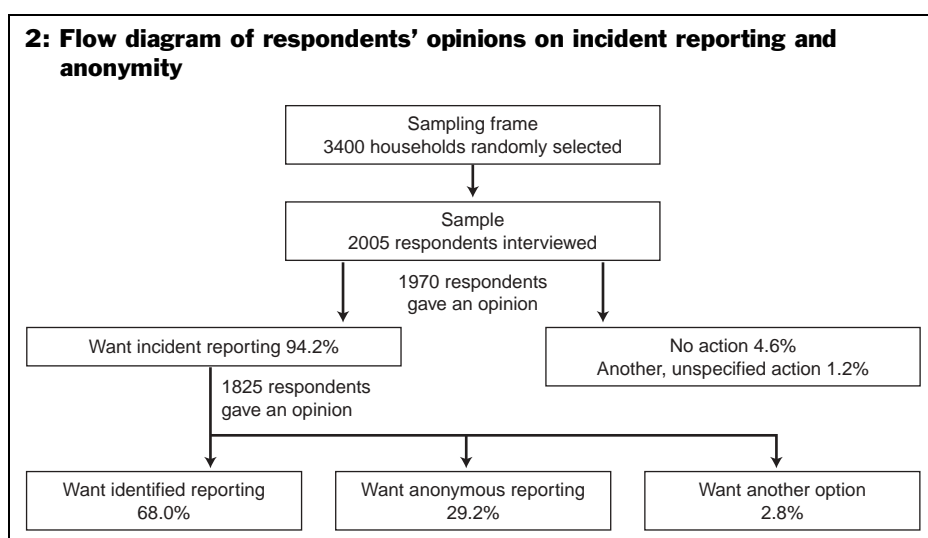 2: Flow diagram of respondents’ opinions on incident reporting and
anonymity
Sampling frame
3400 households randomly selected
Sample
2005 respondents interviewed
1970 respondents
gave an opinion
Want incident reporting 94.2%
No action 4.6%
Another, unspecified action 1.2%
1825 respondents
gave an opinion
Want identified reporting
68.0%
Want anonymous reporting
29.2%
Want another option
2.8%